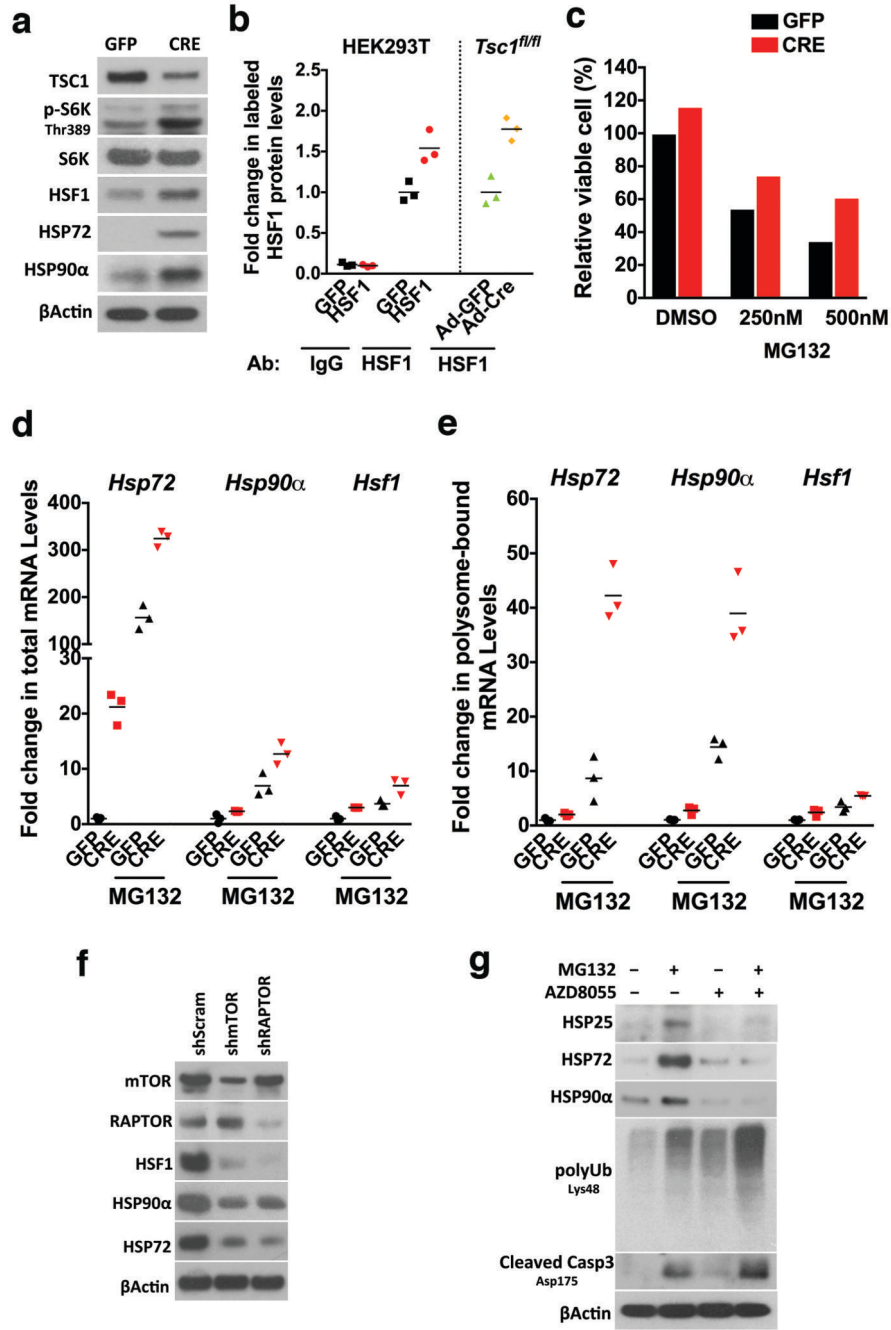 a
GFP CRE
TSC1
p-S6K
Thr389
S6K
HSF1
HSP72
HSP90α
βActin
b
HEK293T Tsc1fl/fl
Fold change in labeled
HSF1 protein levels
2.5
2.0
1.5
1.0
0.5
0.0
GFP HSF1 GFP HSF1 Ad-GFP Ad-Cre
Ab: IgG HSF1 HSF1
c
GFP
CRE
Relative viable cell (%)
140
120
100
80
60
40
20
0
DMSO 250nM 500nM
MG132
d
Hsp72 Hsp90α Hsf1
Fold change in total mRNA Levels
400
300
200
100
30
20
10
0
GFP CRE GFP CRE GFP CRE GFP CRE GFP CRE GFP CRE
MG132 MG132 MG132
e
Hsp72 Hsp90α Hsf1
Fold change in polysome-bound
mRNA Levels
60
50
40
30
20
10
0
GFP CRE GFP CRE GFP CRE GFP CRE GFP CRE GFP CRE
MG132 MG132 MG132
f
shScram shmTOR shRAPTOR
mTOR
RAPTOR
HSF1
HSP90α
HSP72
βActin
g
MG132 – + – +
AZD8055 – – + +
HSP25
HSP72
HSP90α
polyUb
Lys48
Cleaved Casp3
Asp175
βActin